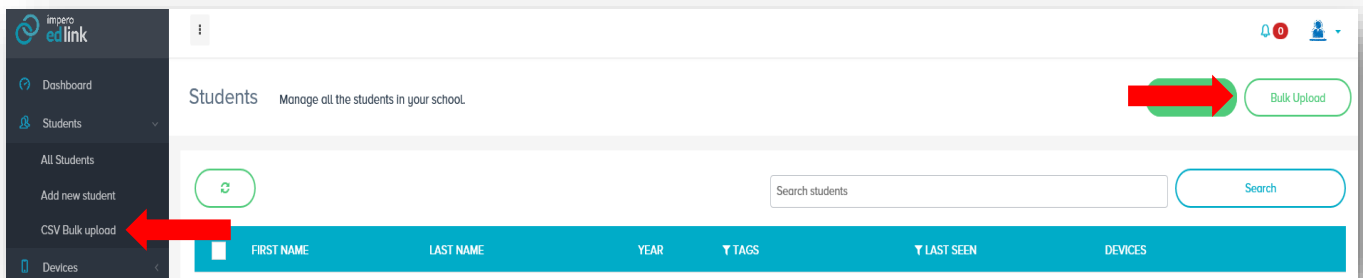 impero
edlink
0
Dashboard
Students
All Students
Add new student
CSV Bulk upload
Devices
Students Manage all the students in your school.
Bulk Upload
Search students
Search
FIRST NAME LAST NAME YEAR TAGS LAST SEEN DEVICES